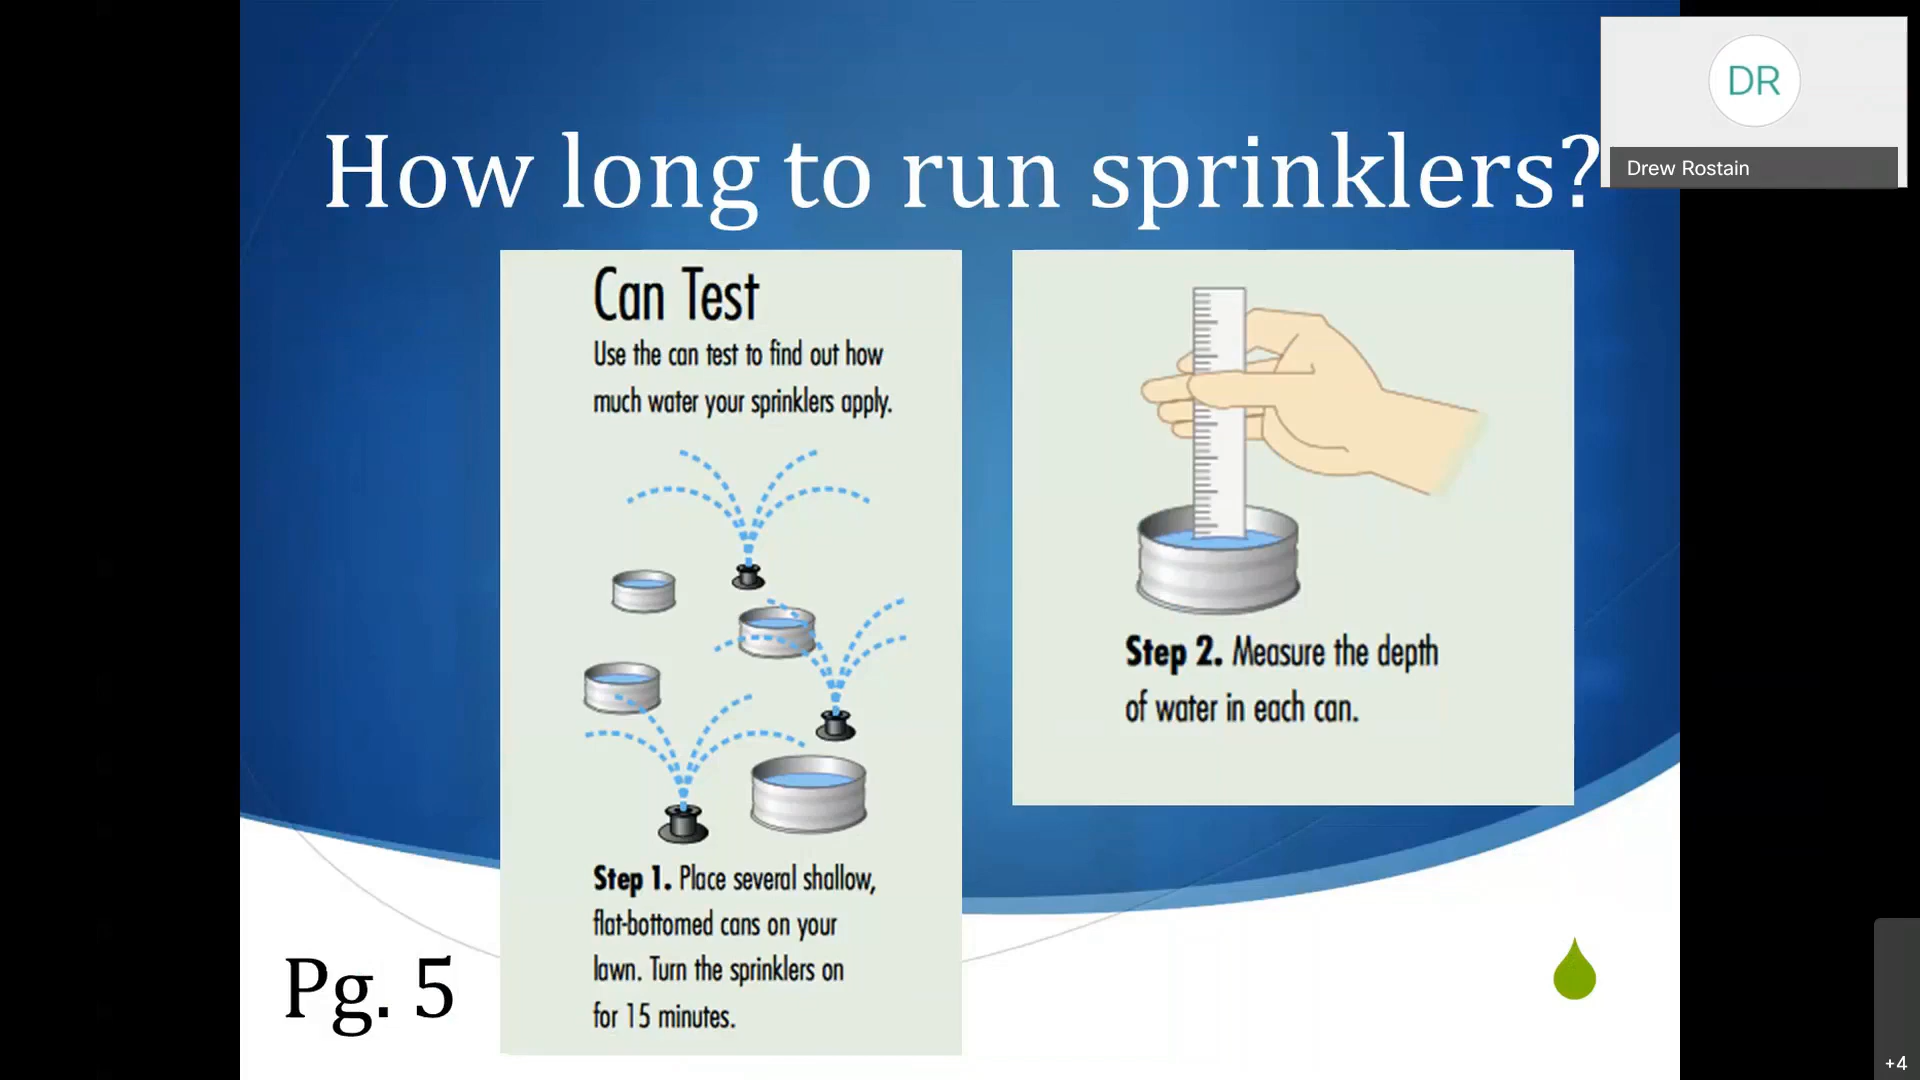 How long to run sprinklers?
DR
Drew Rostain
Can Test
Use the can test to find out how
much water your sprinklers apply.
Step 1. Place several shallow,
flat-bottomed cans on your
lawn. Turn the sprinklers on
for 15 minutes.
Step 2. Measure the depth
of water in each can.
Pg. 5
+4